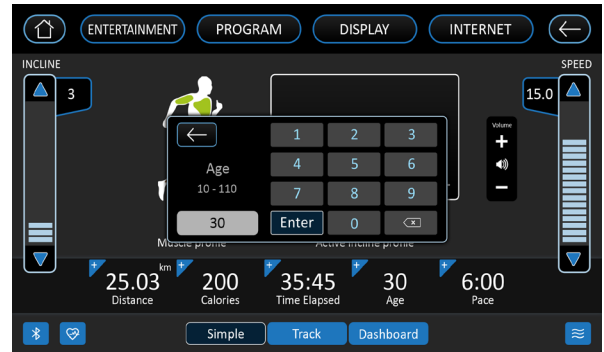 ENTERTAINMENT PROGRAM DISPLAY INTERNET
INCLINE SPEED
3 15.0
Volume
Age
10 - 110
30
1 2 3
4 5 6
7 8 9
Enter 0
Muscle profile Active incline profile
25.03 km 200 35:45 30 6:00
Distance Calories Time Elapsed Age Pace
Simple Track Dashboard